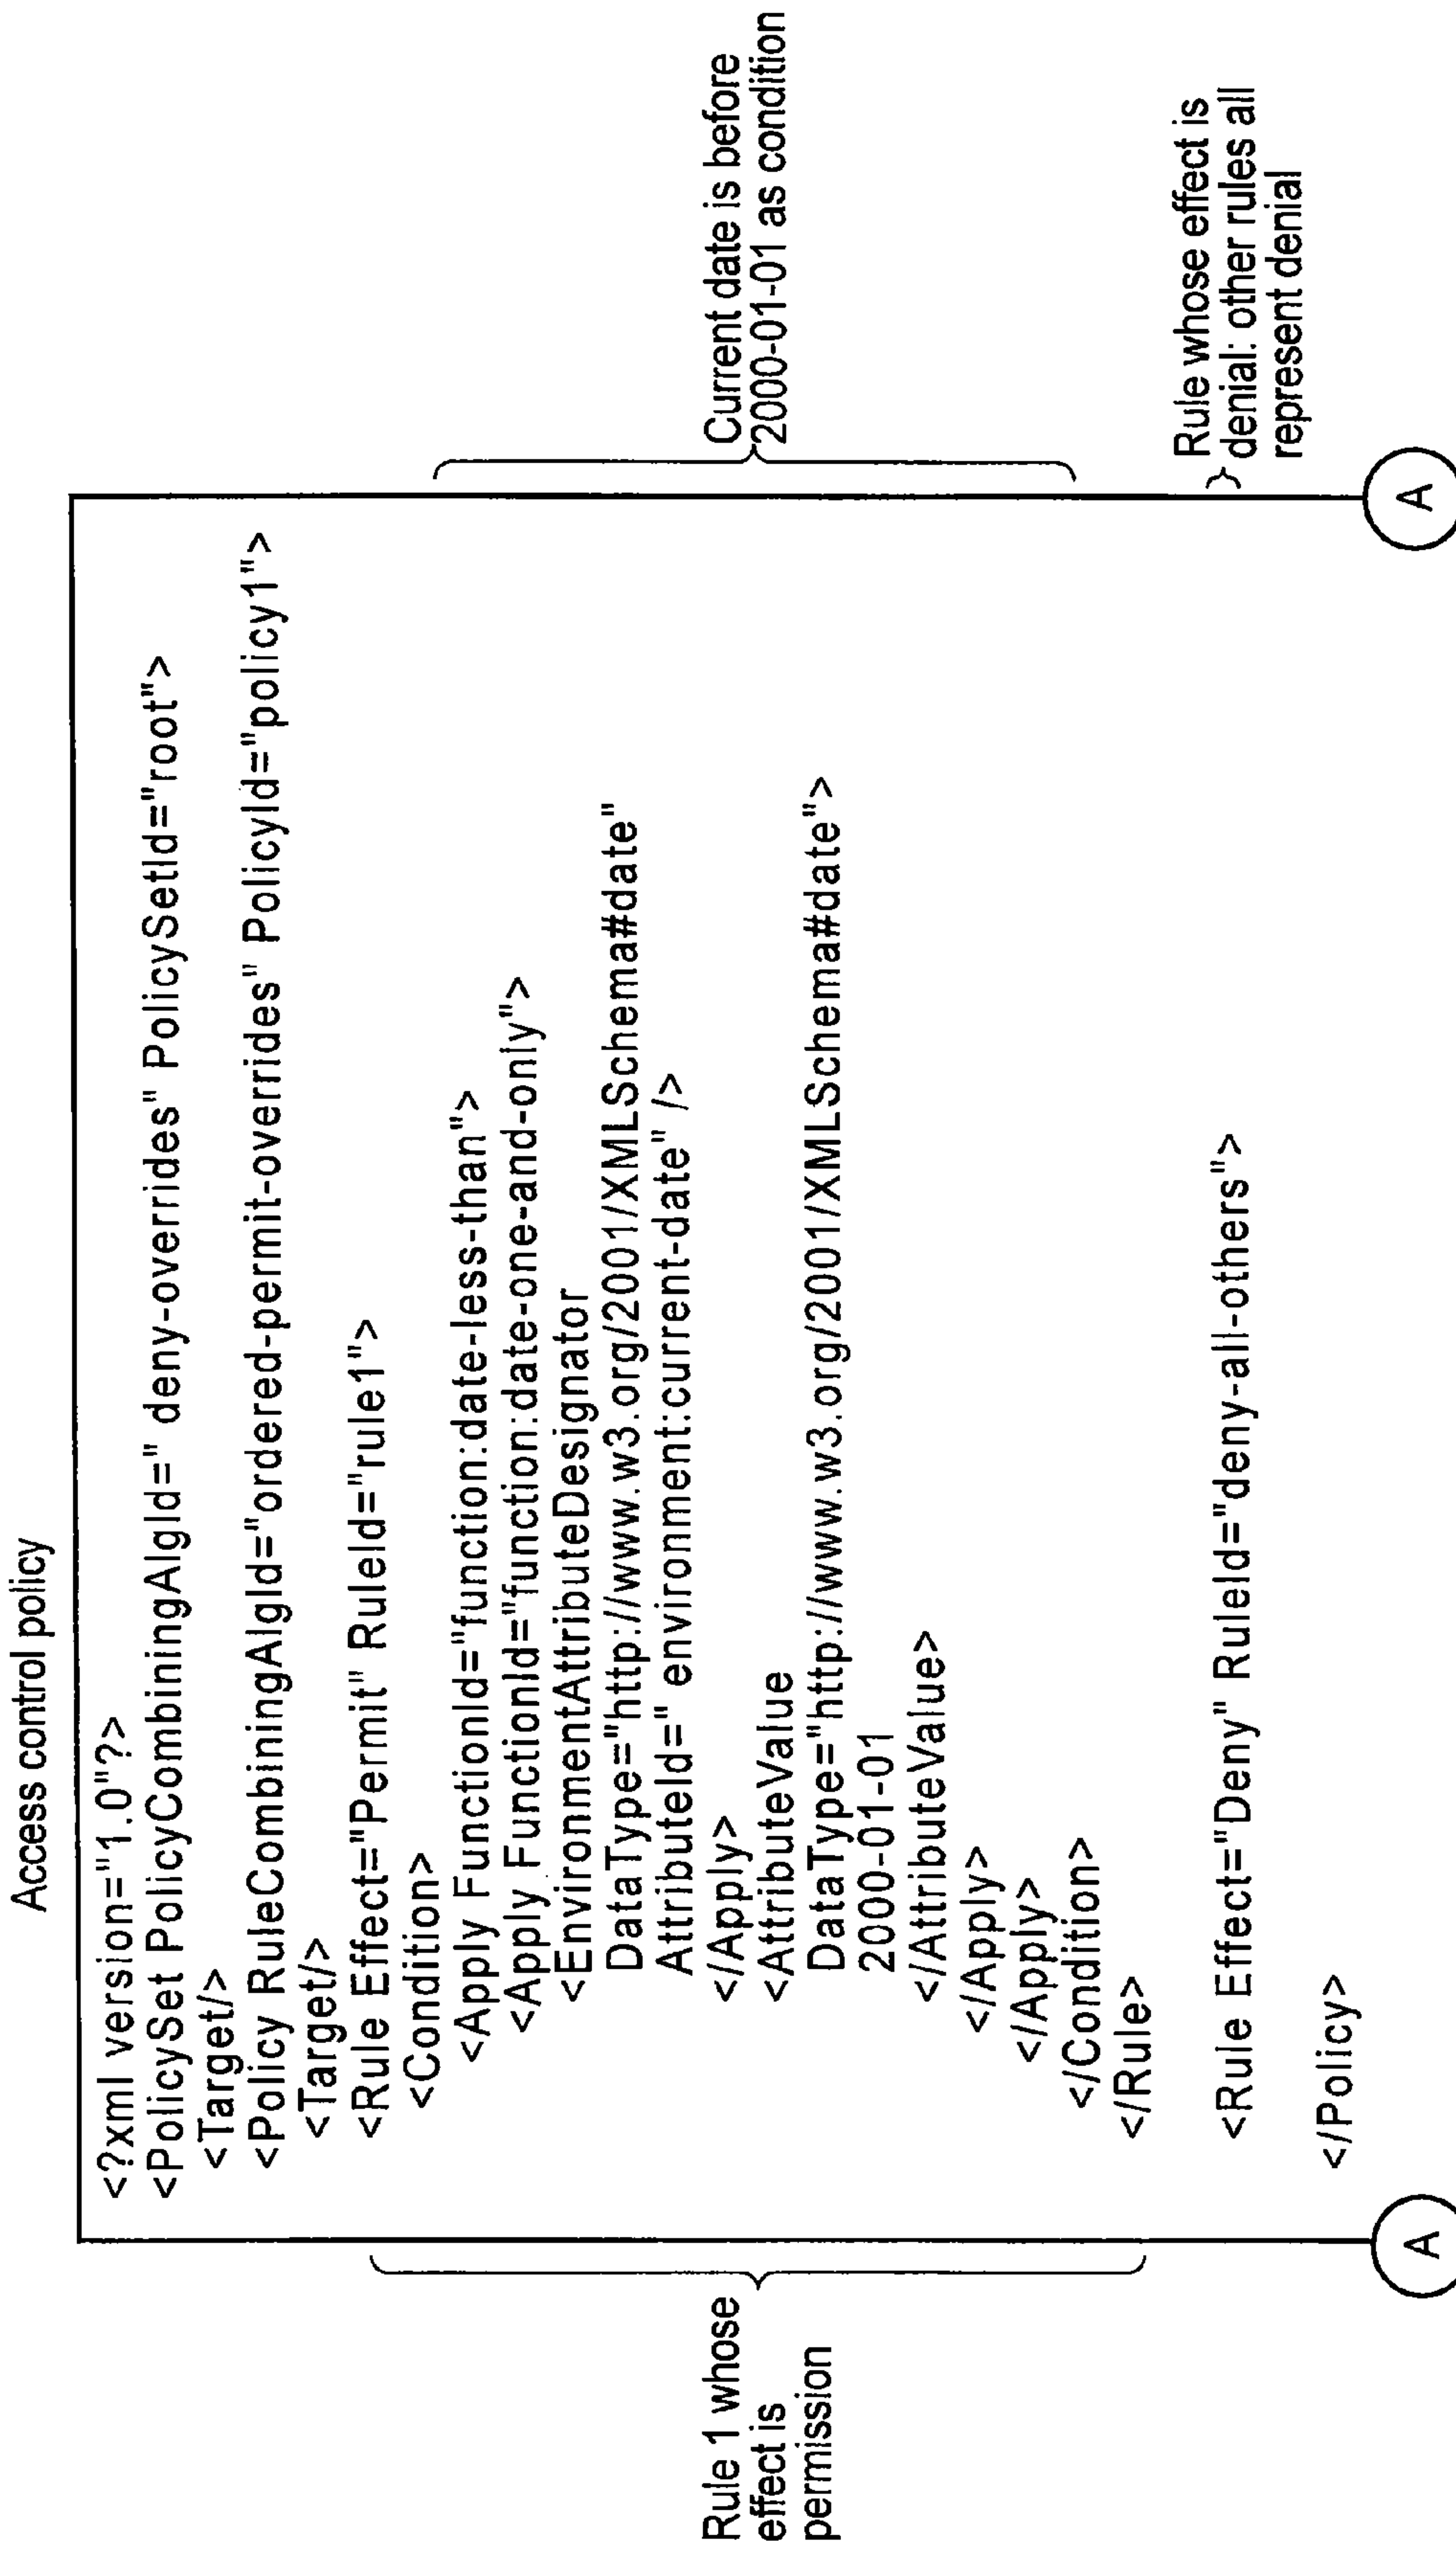 Access control policy
<?xml version="1.0"?>
<PolicySet PolicyCombiningAlgId=" deny-overrides" PolicySetId="root">
<Target/>
<Policy RuleCombiningAlgId="ordered-permit-overrides" PolicyId="policy1">
<Target/>
<Rule Effect="Permit" RuleId="rule1">
<Condition>
<Apply FunctionId="function:date-less-than">
<Apply FunctionId="function:date-one-and-only">
<EnvironmentAttributeDesignator
DataType="http://www.w3.org/2001/XMLSchema#date"
AttributeId=" environment:current-date" />
</Apply>
<AttributeValue
DataType="http://www.w3.org/2001/XMLSchema#date">
2000-01-01
</AttributeValue>
</Apply>
</Apply>
</Condition>
</Rule>
<Rule Effect="Deny" RuleId="deny-all-others">
</Policy>
Rule 1 whose
effect is
permission
Current date is before
2000-01-01 as condition
Rule whose effect is
denial: other rules all
represent denial
A
A